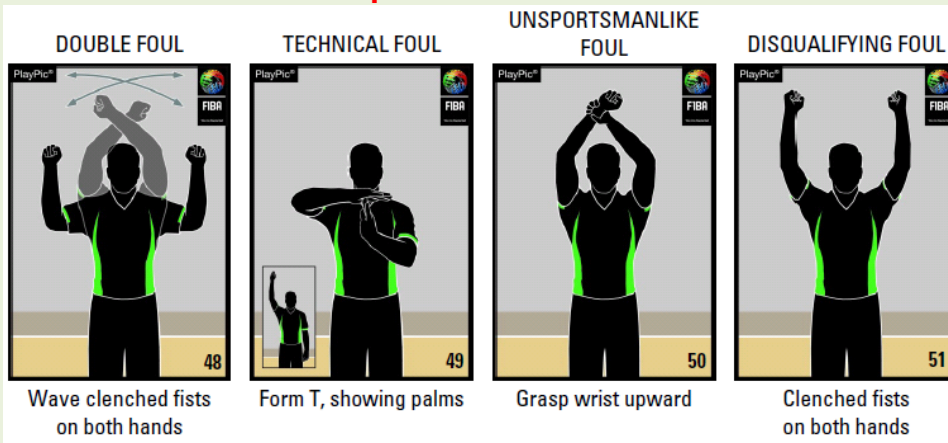 DOUBLE FOUL
TECHNICAL FOUL
UNSPORTSMANLIKE
FOUL
DISQUALIFYING FOUL
PlayPic®
FIBA
48
PlayPic®
FIBA
49
PlayPic®
FIBA
50
PlayPic®
FIBA
51
Wave clenched fists
on both hands
Form T, showing palms
Grasp wrist upward
Clenched fists
on both hands